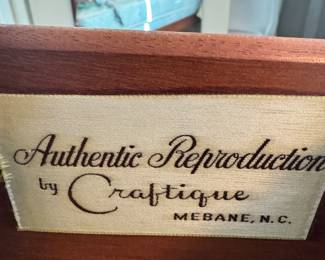 Authentic Reproduction
by Craftique
MEBANE, N.C.